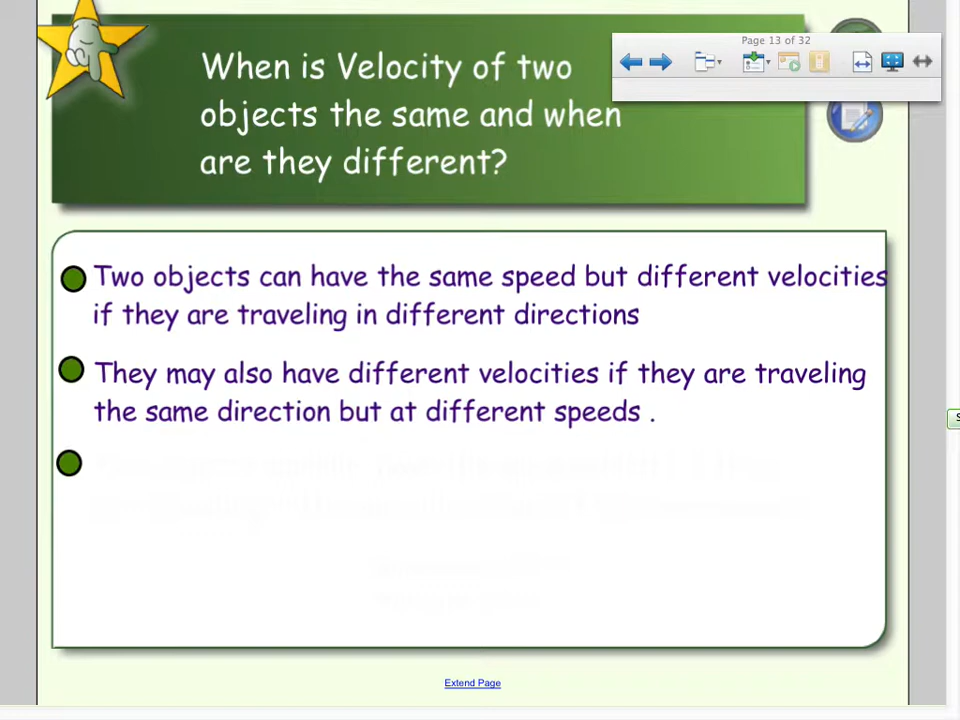 Page 13 of 32
When is Velocity of two
objects the same and when
are they different?
Two objects can have the same speed but different velocities
if they are traveling in different directions
They may also have different velocities if they are traveling
the same direction but at different speeds .
Extend Page